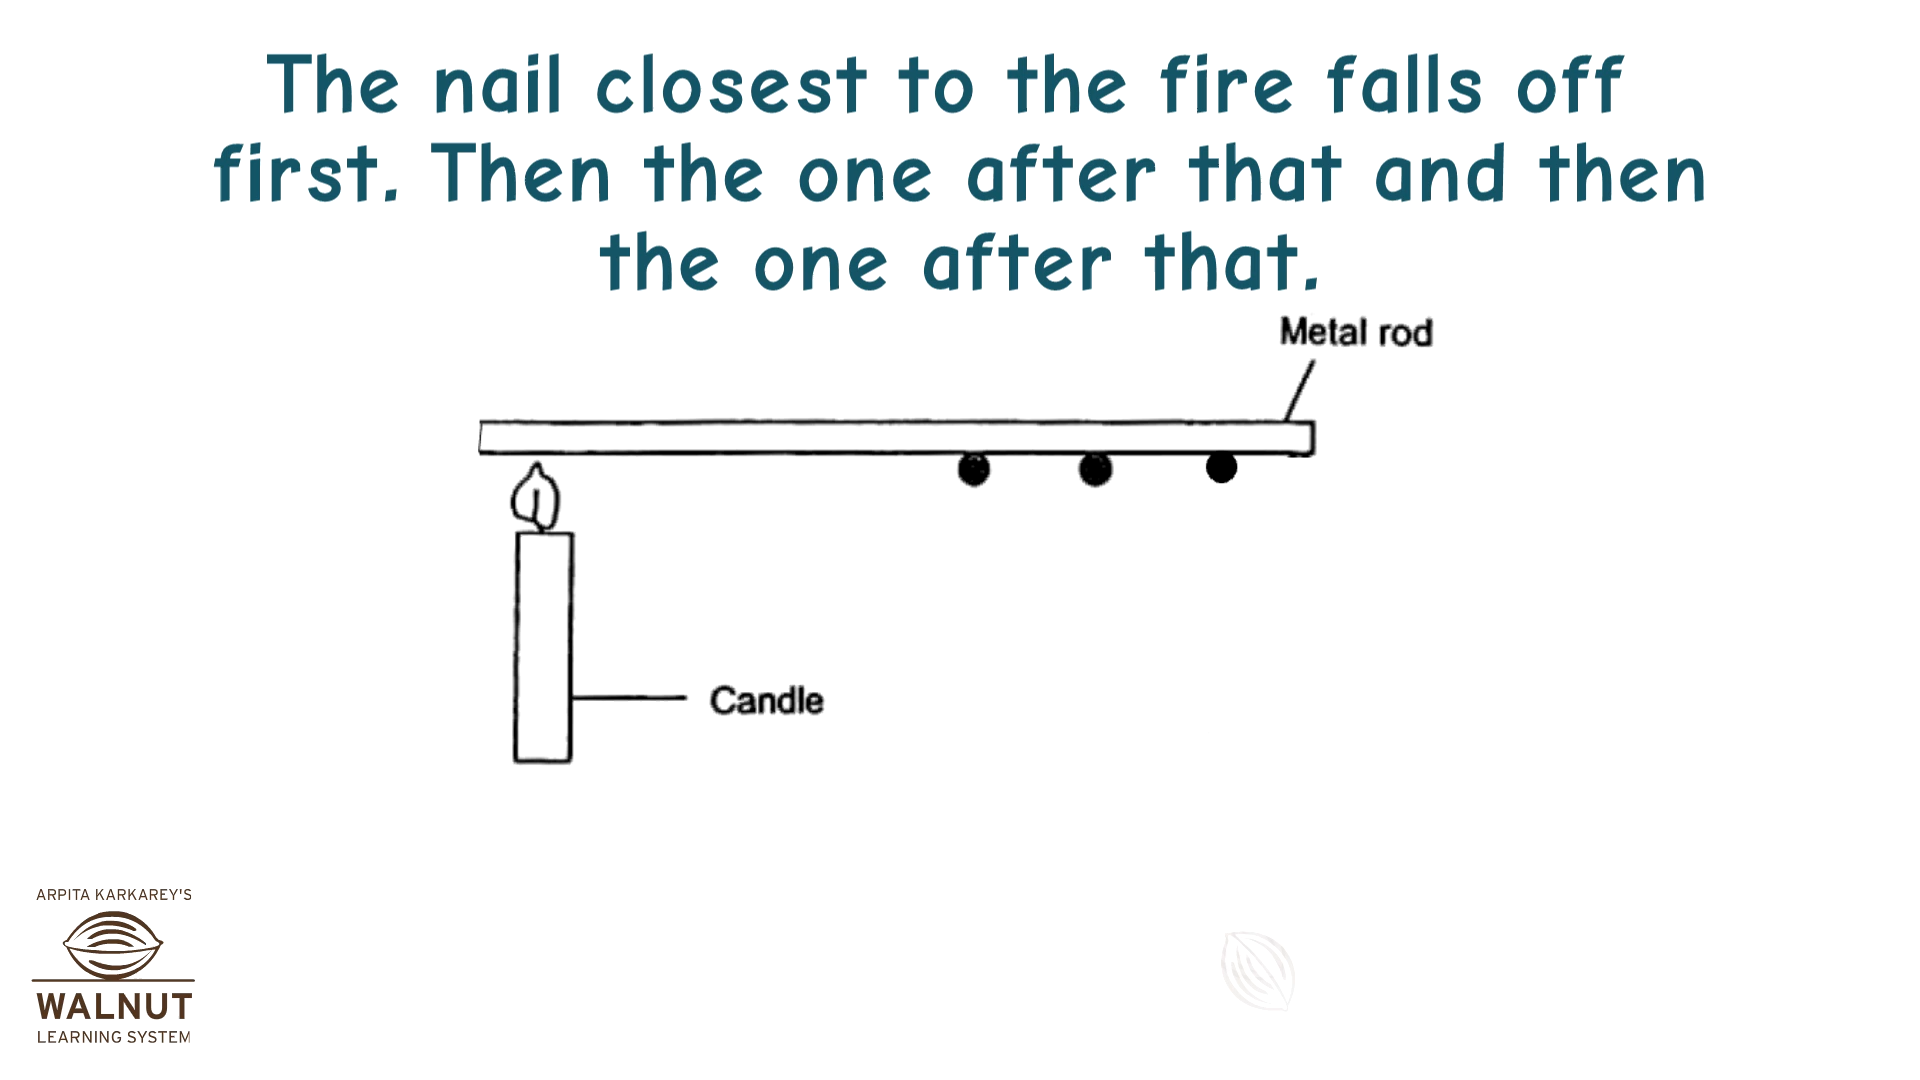 The nail closest to the fire falls off
first. Then the one after that and then
the one after that.
Metal rod
Candle
ARPITA KARKAREY'S
WALNUT
LEARNING SYSTEM